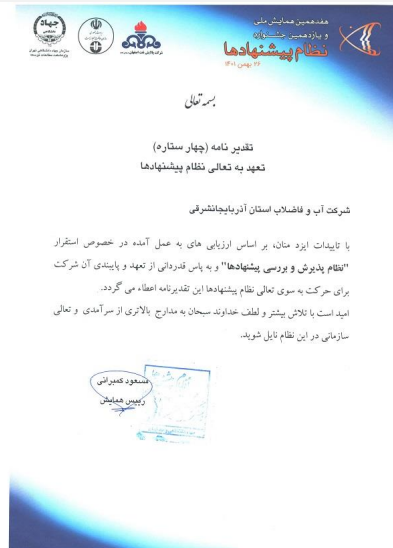 هفدهمین همایش ملی
و یازدهمین جشنواره
نظام پیشنهادها
۲۶ بهمن ۱۴۰۱
جهاد
دانشگاهی
بسمه تعالی
تقدیر نامه (چهار ستاره)
تعهد به تعالی نظام پیشنهادها
شرکت آب و فاضلاب استان آذربایجانشرقی
با تاییدات ایزد منان، بر اساس ارزیابی های به عمل آمده در خصوص استقرار
"نظام پذیرش و بررسی پیشنهادها" و به پاس قدردانی از تعهد و پایبندی آن شرکت
برای حرکت به سوی تعالی نظام پیشنهادها این تقدیرنامه اعطاء می گردد.
امید است با تلاش بیشتر و لطف خداوند سبحان به مدارج بالاتری از سرآمدی و تعالی
سازمانی در این نظام نایل شوید.
مسعود کمبرانی
رییس همایش